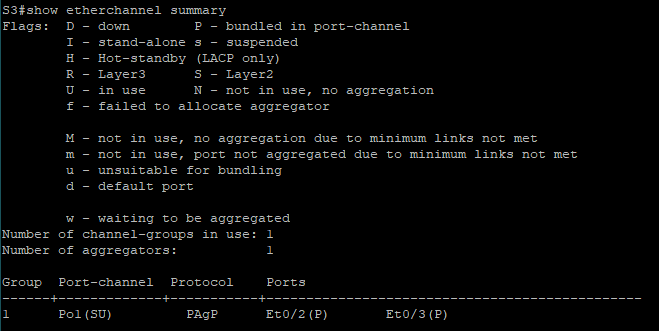 S3#show etherchannel summary
Flags:  D - down        P - bundled in port-channel
        I - stand-alone s - suspended
        H - Hot-standby (LACP only)
        R - Layer3      S - Layer2
        U - in use      N - not in use, no aggregation
        f - failed to allocate aggregator

        M - not in use, no aggregation due to minimum links not met
        m - not in use, port not aggregated due to minimum links not met
        u - unsuitable for bundling
        d - default port

        w - waiting to be aggregated
Number of channel-groups in use: 1
Number of aggregators:           1

Group  Port-channel  Protocol    Ports
------+-------------+-----------+-----------------------------------------------
1      Po1(SU)         PAgP      Et0/2(P)       Et0/3(P)